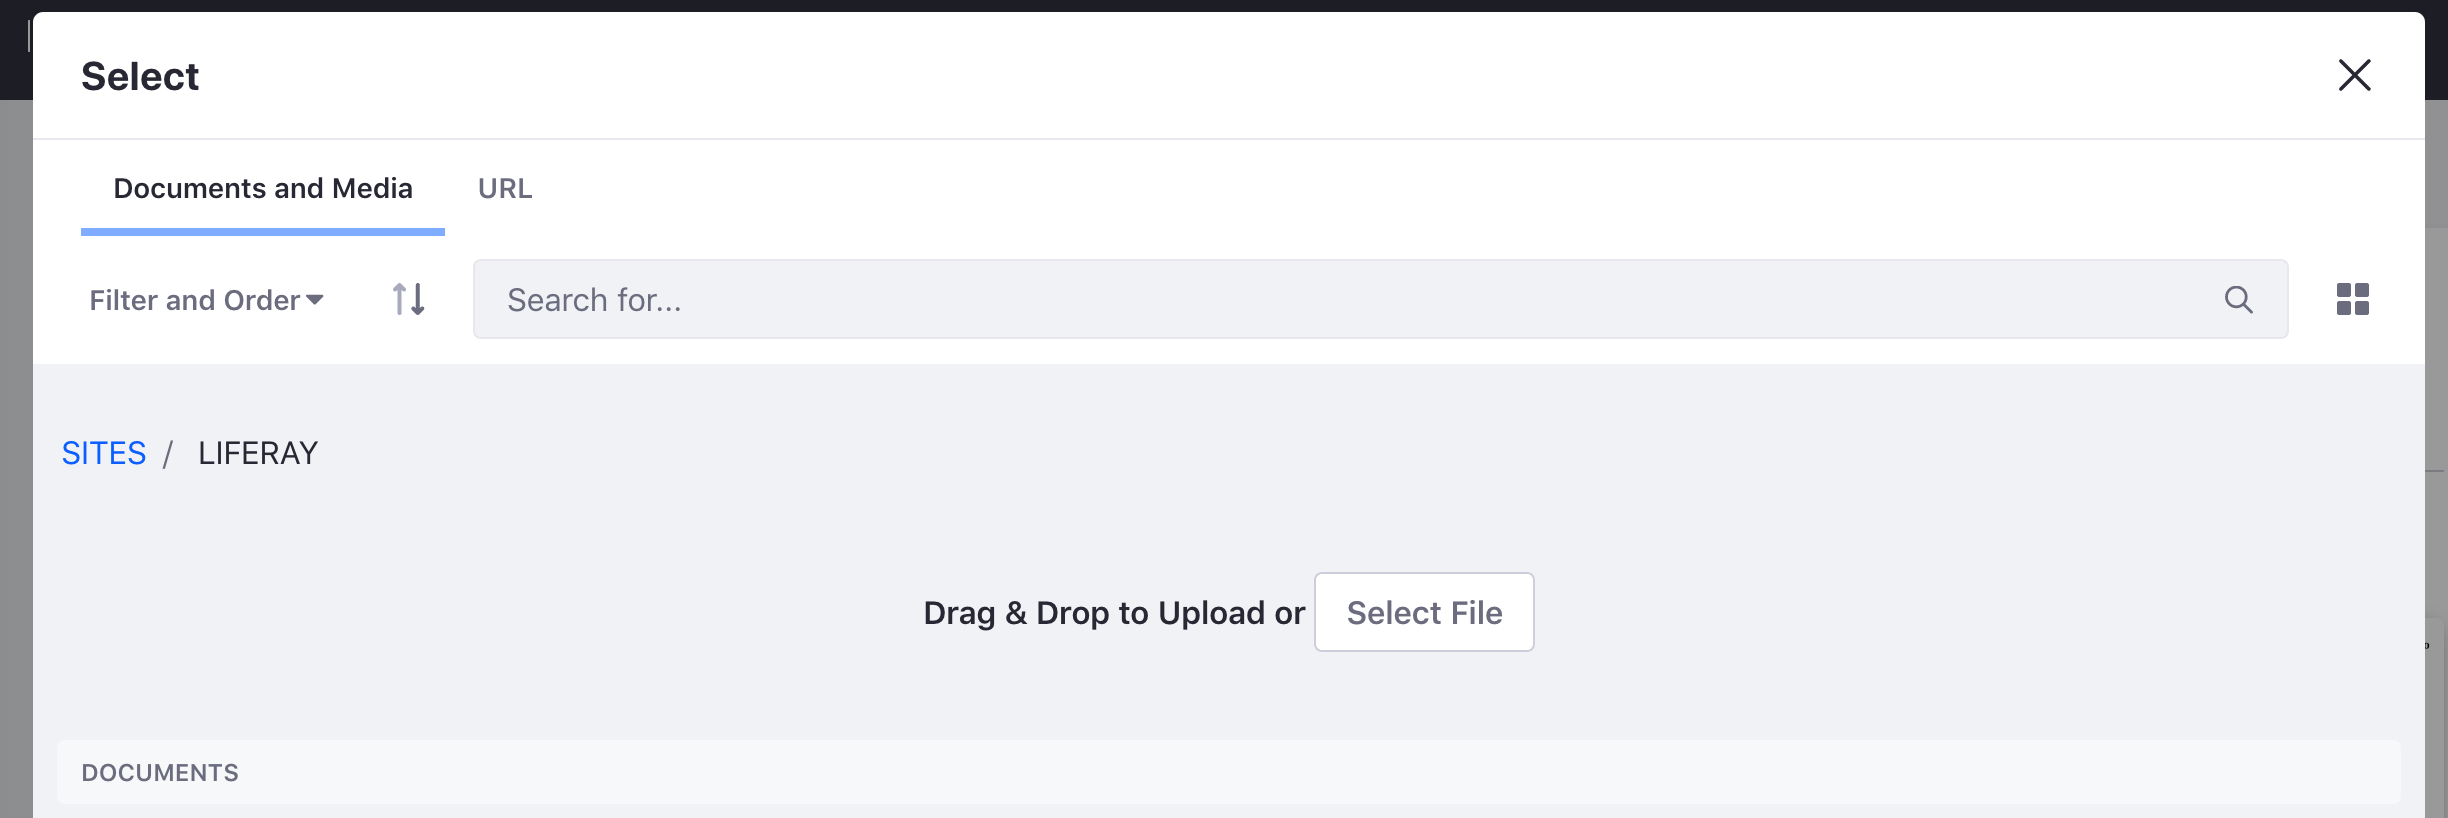 Select
Documents and Media
URL
Filter and Order
Search for...
SITES / LIFERAY
Drag & Drop to Upload or Select File
DOCUMENTS